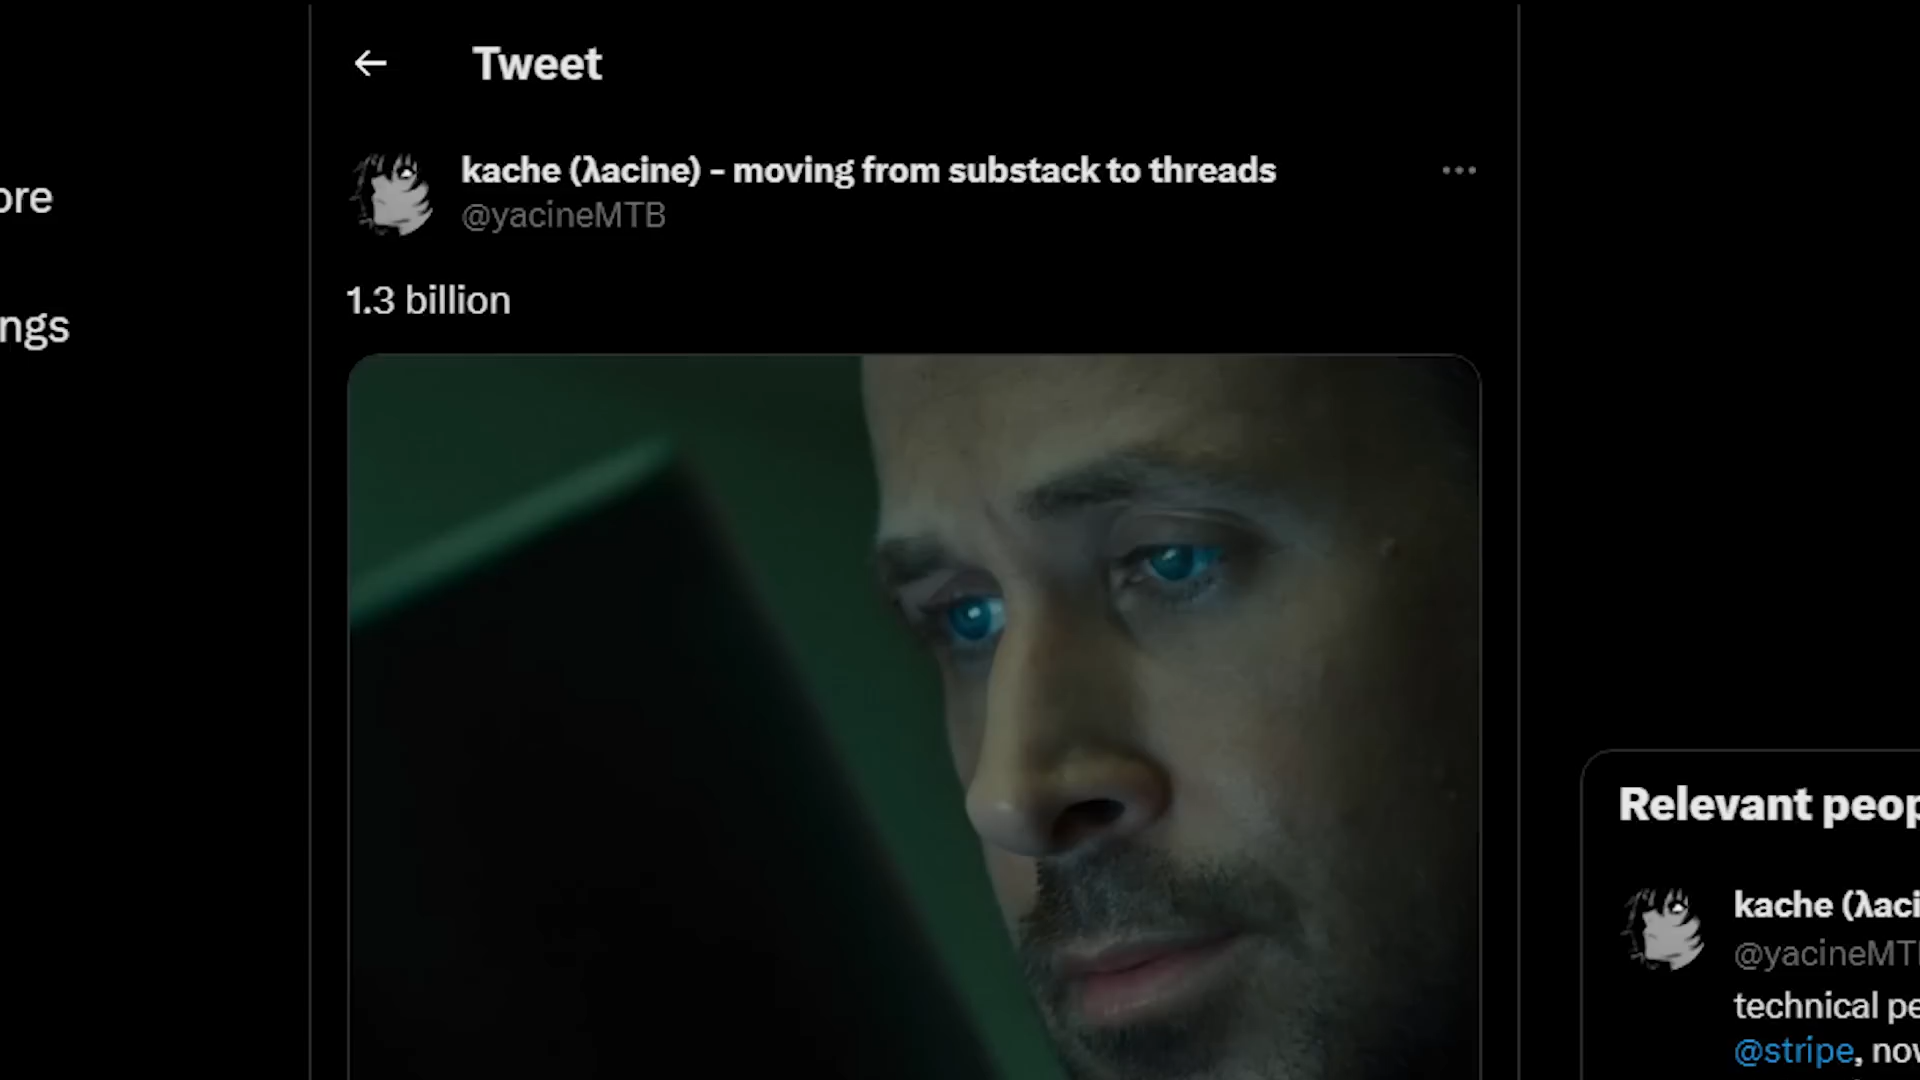 Tweet
kache (λacine) – moving from substack to threads
@yacineMTB
ore
ngs
1.3 billion
Relevant peop
kache (λaci
@yacineMT
technical pe
@stripe, nov